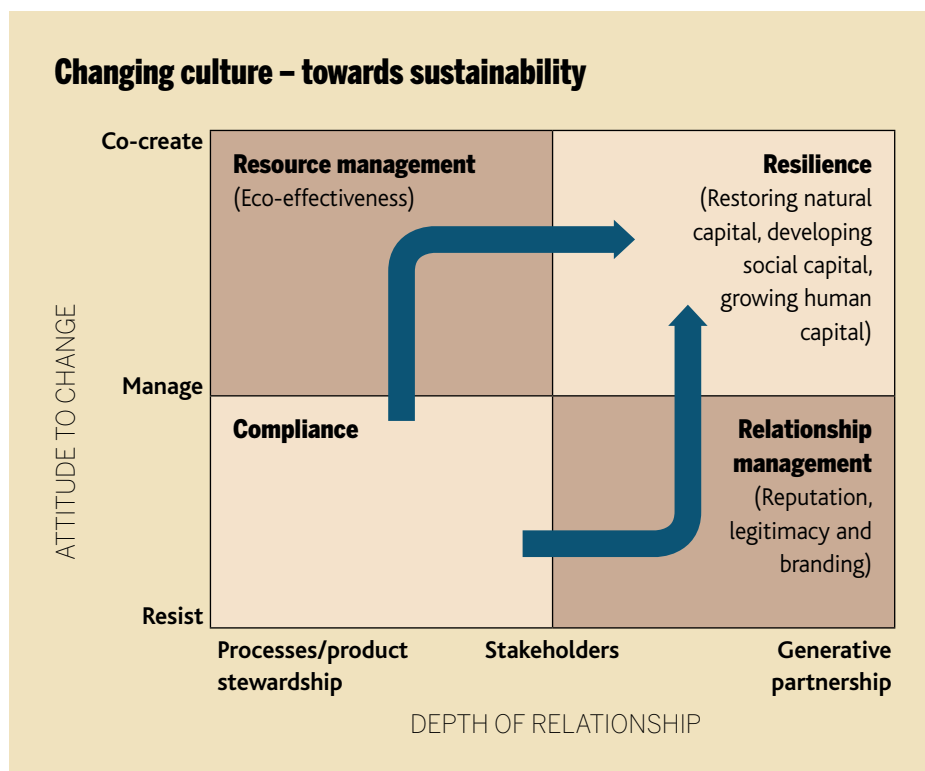 Changing culture – towards sustainability
Co-create
Resource management
(Eco-effectiveness)
Resilience
(Restoring natural
capital, developing
social capital,
growing human
capital)
ATTITUDE TO CHANGE
Manage
Compliance
Relationship
management
(Reputation,
legitimacy and
branding)
Resist
Processes/product
stewardship
Stakeholders
Generative
partnership
DEPTH OF RELATIONSHIP